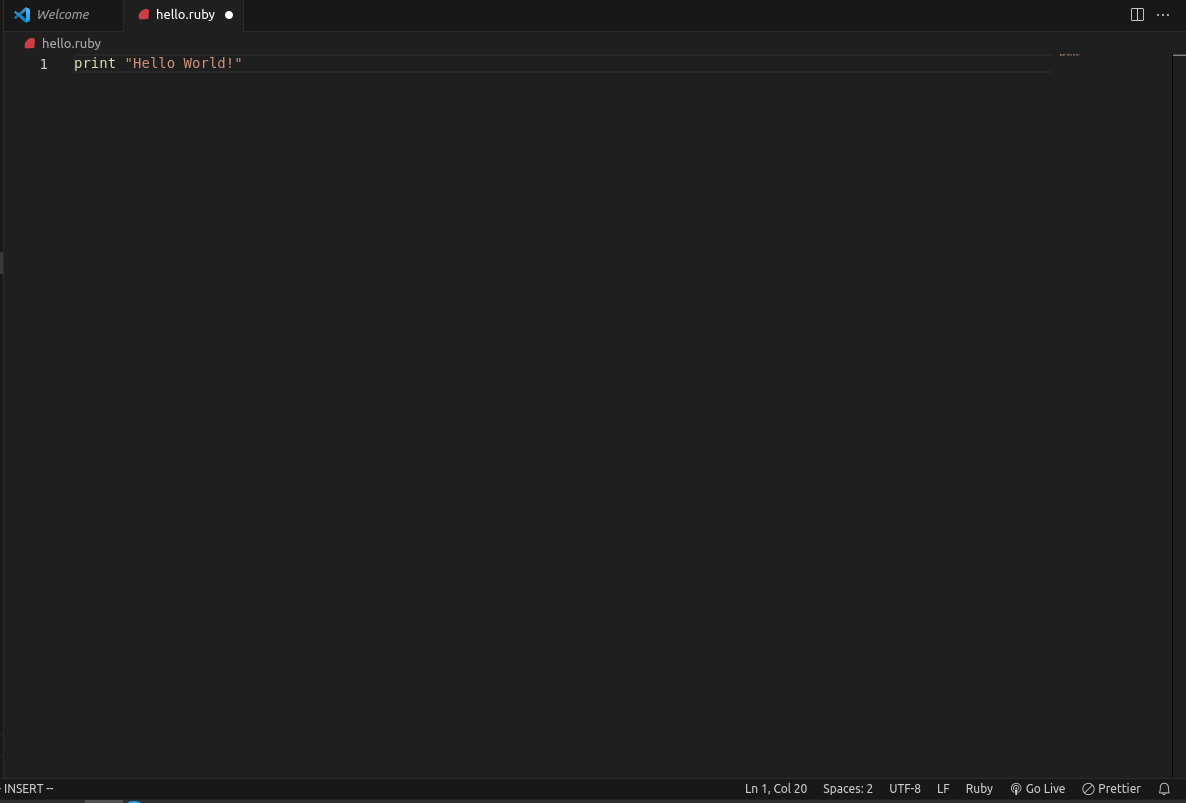 Welcome
hello.ruby
hello.ruby
1 print "Hello World!"
INSERT -- Ln 1, Col 20 Spaces: 2 UTF-8 LF Ruby Go Live Prettier